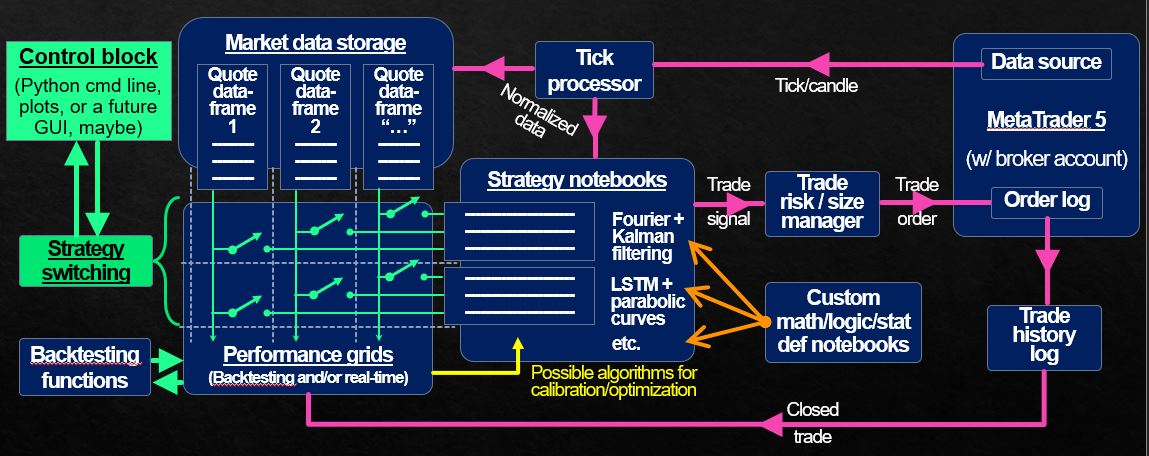 Control block
(Python cmd line,
plots, or a future
GUI, maybe)
Market data storage
Quote
data-
frame
1
Quote
data-
frame
2
Quote
data-
frame
“...”
Tick
processor
Normalized
data
Tick/candle
Data source
MetaTrader 5
(w/ broker account)
Order log
Strategy notebooks
Fourier +
Kalman
filtering
LSTM +
parabolic
curves
etc.
Trade
signal
Trade
risk / size
manager
Trade
order
Strategy
switching
Custom
math/logic/stat
def notebooks
Trade
history
log
Backtesting
functions
Performance grids
(Backtesting and/or real-time)
Possible algorithms for
calibration/optimization
Closed
trade